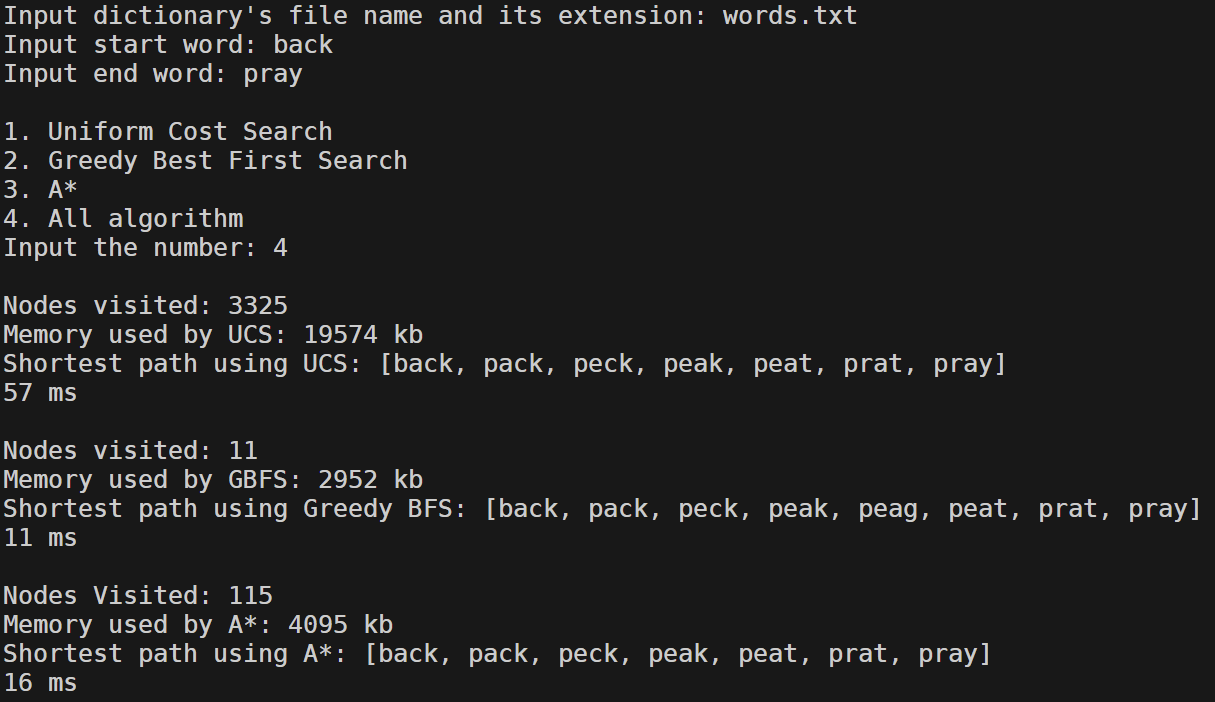 Input dictionary's file name and its extension: words.txt
Input start word: back
Input end word: pray
1. Uniform Cost Search
2. Greedy Best First Search
3. A*
4. All algorithm
Input the number: 4
Nodes visited: 3325
Memory used by UCS: 19574 kb
Shortest path using UCS: [back, pack, peck, peak, peat, prat, pray]
57 ms
Nodes visited: 11
Memory used by GBFS: 2952 kb
Shortest path using Greedy BFS: [back, pack, peck, peak, peag, peat, prat, pray]
11 ms
Nodes Visited: 115
Memory used by A*: 4095 kb
Shortest path using A*: [back, pack, peck, peak, peat, prat, pray]
16 ms